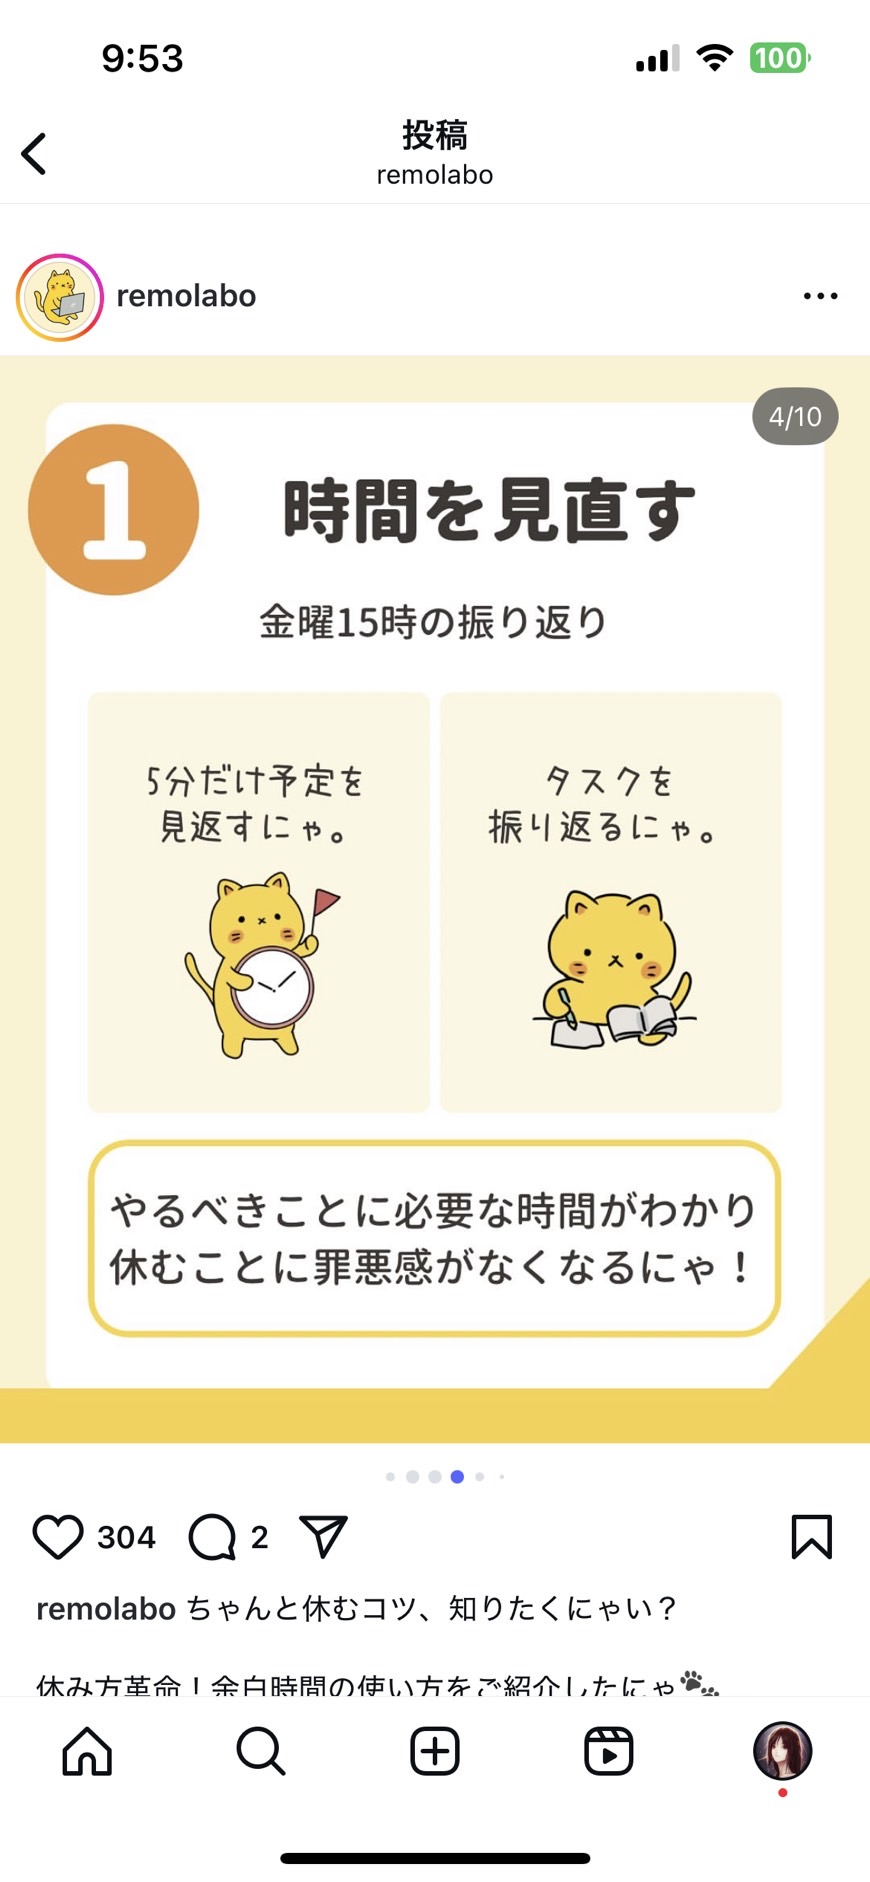 9:53
100
投稿
remolabo
remolabo
4/10
1
時間を見直す
金曜15時の振り返り
5分だけ予定を
見返すにゃ。
タスクを
振り返るにゃ。
やるべきことに必要な時間がわかり
休むことに罪悪感がなくなるにゃ！
304
2
remolabo ちゃんと休むコツ、知りたくにゃい？
休み方革命！余白時間の使い方をご紹介したにゃ🐾